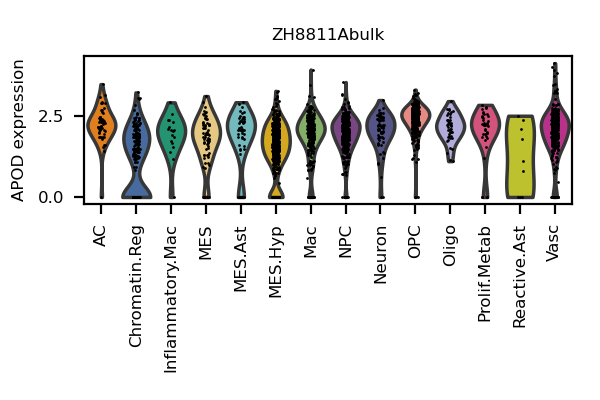 ZH8811Abulk
APOD expression
2.5
0.0
AC
Chromatin.Reg
Inflammatory.Mac
MES
MES.Ast
MES.Hyp
Mac
NPC
Neuron
OPC
Oligo
Prolif.Metab
Reactive.Ast
Vasc